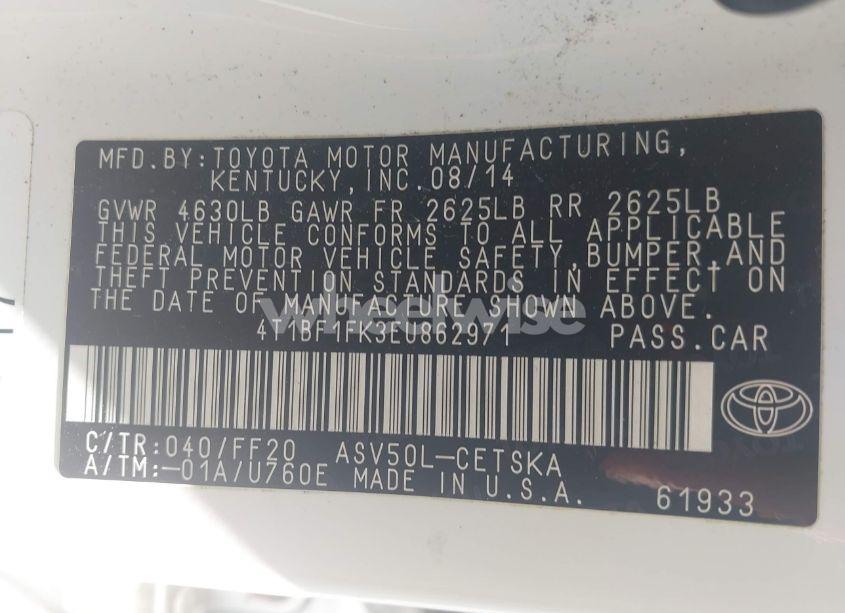 MFD.BY:TOYOTA MOTOR MANUFACTURING,
KENTUCKY,INC.08/14
GVWR 4630LB GAWR FR 2625LB RR 2625LB
THIS VEHICLE CONFORMS TO ALL APPLICABLE
FEDERAL MOTOR VEHICLE SAFETY,BUMPER,AND
THEFT PREVENTION STANDARDS IN EFFECT ON
THE DATE OF MANUFACTURE SHOWN ABOVE.
wheelwise
4T1BF1FK3EU862971 PASS.CAR
C/TR:040/FF20 ASV50L-CETSKA
A/TM:-01A/U760E MADE IN U.S.A.
61933